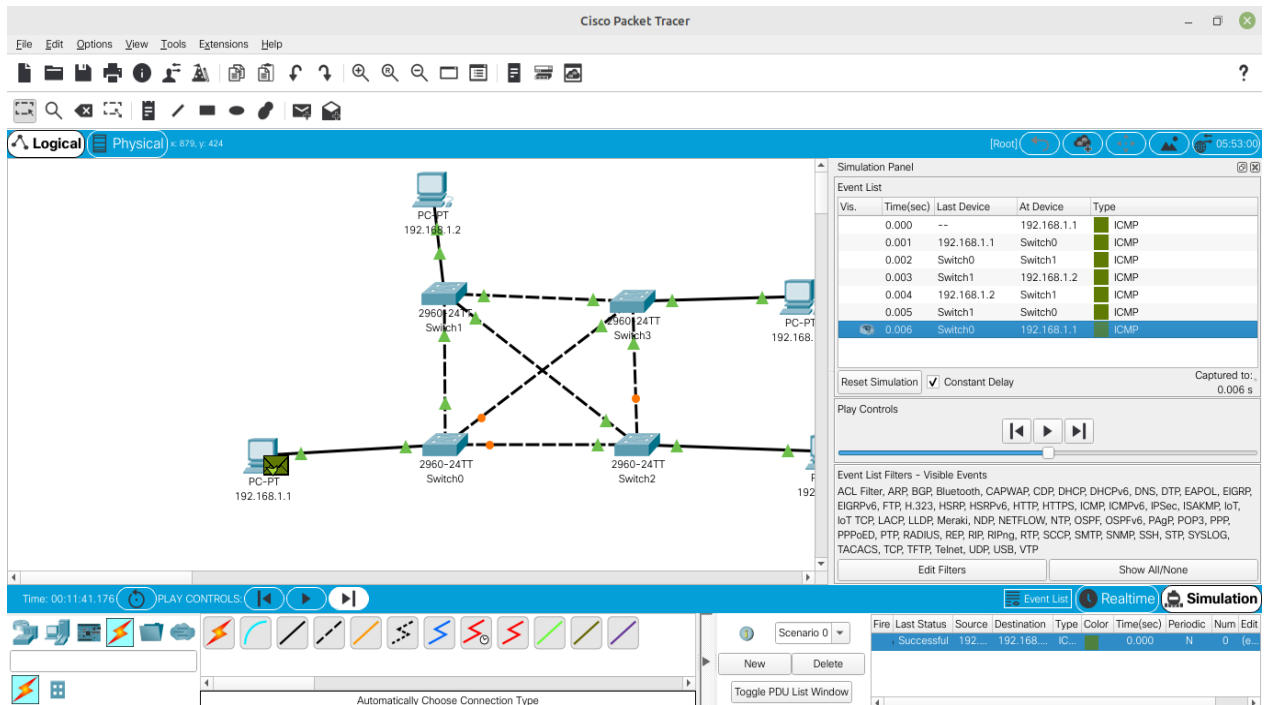 Cisco Packet Tracer
File Edit Options View Tools Extensions Help
?
Logical Physical x: 879, y: 424 [Root] 05:53:00
PC-PT
192.168.1.2
2960-24TT
Switch1
2960-24TT
Switch3
PC-PT
192.168.
PC-PT
192.168.1.1
2960-24TT
Switch0
2960-24TT
Switch2
192
Simulation Panel
Event List
Vis. Time(sec) Last Device At Device Type
0.000 -- 192.168.1.1 ICMP
0.001 192.168.1.1 Switch0 ICMP
0.002 Switch0 Switch1 ICMP
0.003 Switch1 192.168.1.2 ICMP
0.004 192.168.1.2 Switch1 ICMP
0.005 Switch1 Switch0 ICMP
0.006 Switch0 192.168.1.1 ICMP
Reset Simulation Constant Delay
Captured to:
0.006 s
Play Controls
Event List Filters - Visible Events
ACL Filter, ARP, BGP, Bluetooth, CAPWAP, CDP, DHCP, DHCPv6, DNS, DTP, EAPOL, EIGRP,
EIGRPv6, FTP, H.323, HSRP, HSRPv6, HTTP, HTTPS, ICMP, ICMPv6, IPSec, ISAKMP, IoT,
IoT TCP, LACP, LLDP, Meraki, NDP, NETFLOW, NTP, OSPF, OSPFv6, PAgP, POP3, PPP,
PPPoED, PTP, RADIUS, REP, RIP, RIPng, RTP, SCCP, SMTP, SNMP, SSH, STP, SYSLOG,
TACACS, TCP, TFTP, Telnet, UDP, USB, VTP
Edit Filters Show All/None
Time: 00:11:41.176 PLAY CONTROLS: Event List Realtime Simulation
Automatically Choose Connection Type
Scenario 0
New Delete
Toggle PDU List Window
Fire Last Status Source Destination Type Color Time(sec) Periodic Num Edit
Successful 192.... 192.168.... IC... 0.000 N 0 (e...